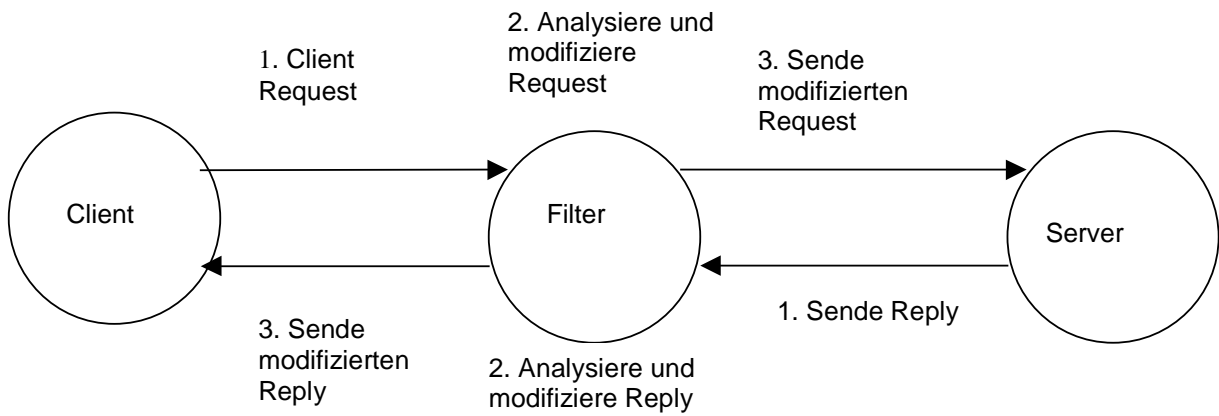 2. Analysiere und
modifiziere
Request
1. Client
Request
3. Sende
modifizierten
Request
Client
Filter
Server
1. Sende Reply
3. Sende
modifizierten
Reply
2. Analysiere und
modifiziere Reply